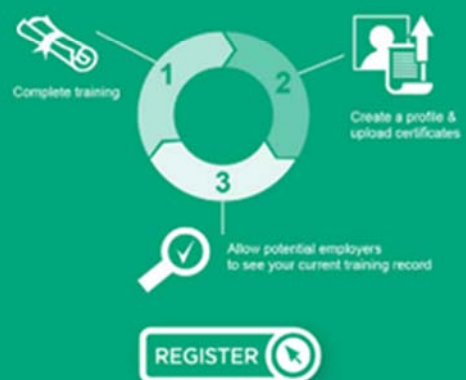 1
Complete training
2
Create a profile &
upload certificates
3
Allow potential employers
to see your current training record
REGISTER